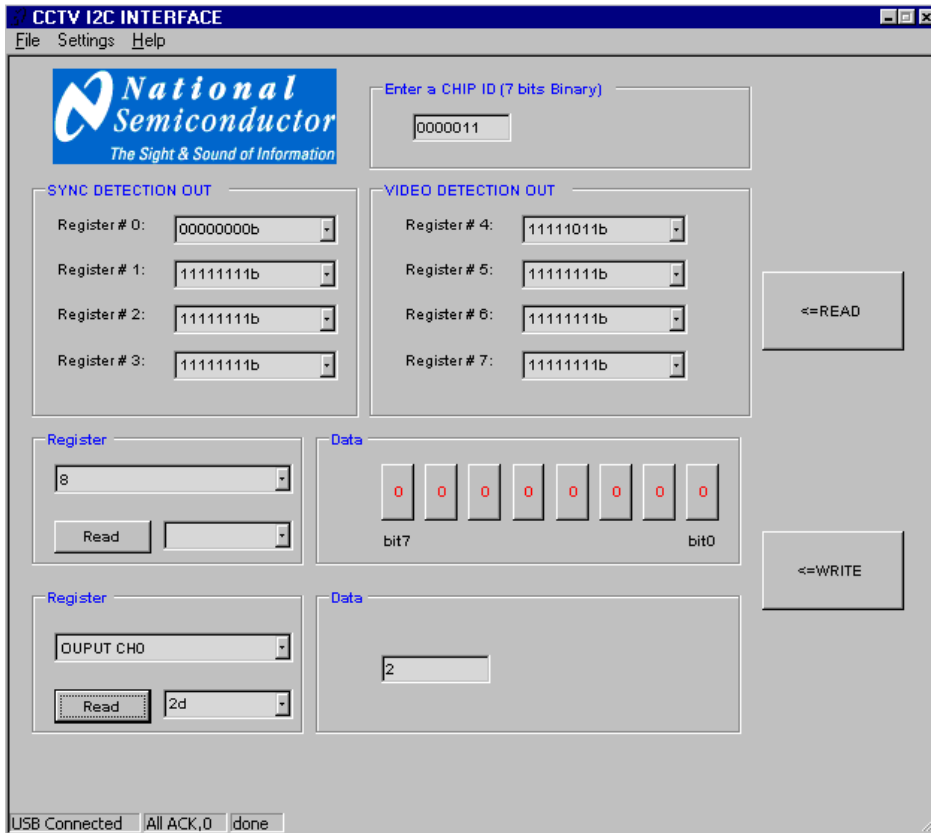 CCTV I2C INTERFACE
File Settings Help
National
Semiconductor
The Sight & Sound of Information
Enter a CHIP ID (7 bits Binary)
0000011
SYNC DETECTION OUT
Register # 0: 00000000b
Register # 1: 11111111b
Register # 2: 11111111b
Register # 3: 11111111b
VIDEO DETECTION OUT
Register # 4: 11111011b
Register # 5: 11111111b
Register # 6: 11111111b
Register # 7: 11111111b
<=READ
Register
8
Read
Data
0 0 0 0 0 0 0 0
bit7 bit0
<=WRITE
Register
OUPUT CH0
Read 2d
Data
2
USB Connected All ACK,0 done